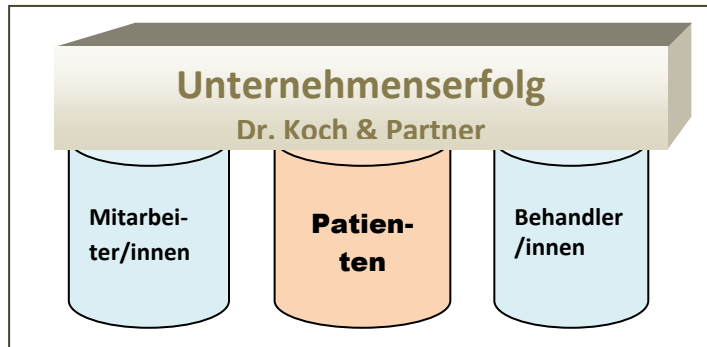 Unternehmenserfolg
Dr. Koch & Partner
Mitarbei-
ter/innen
Patien-
ten
Behandler
/innen